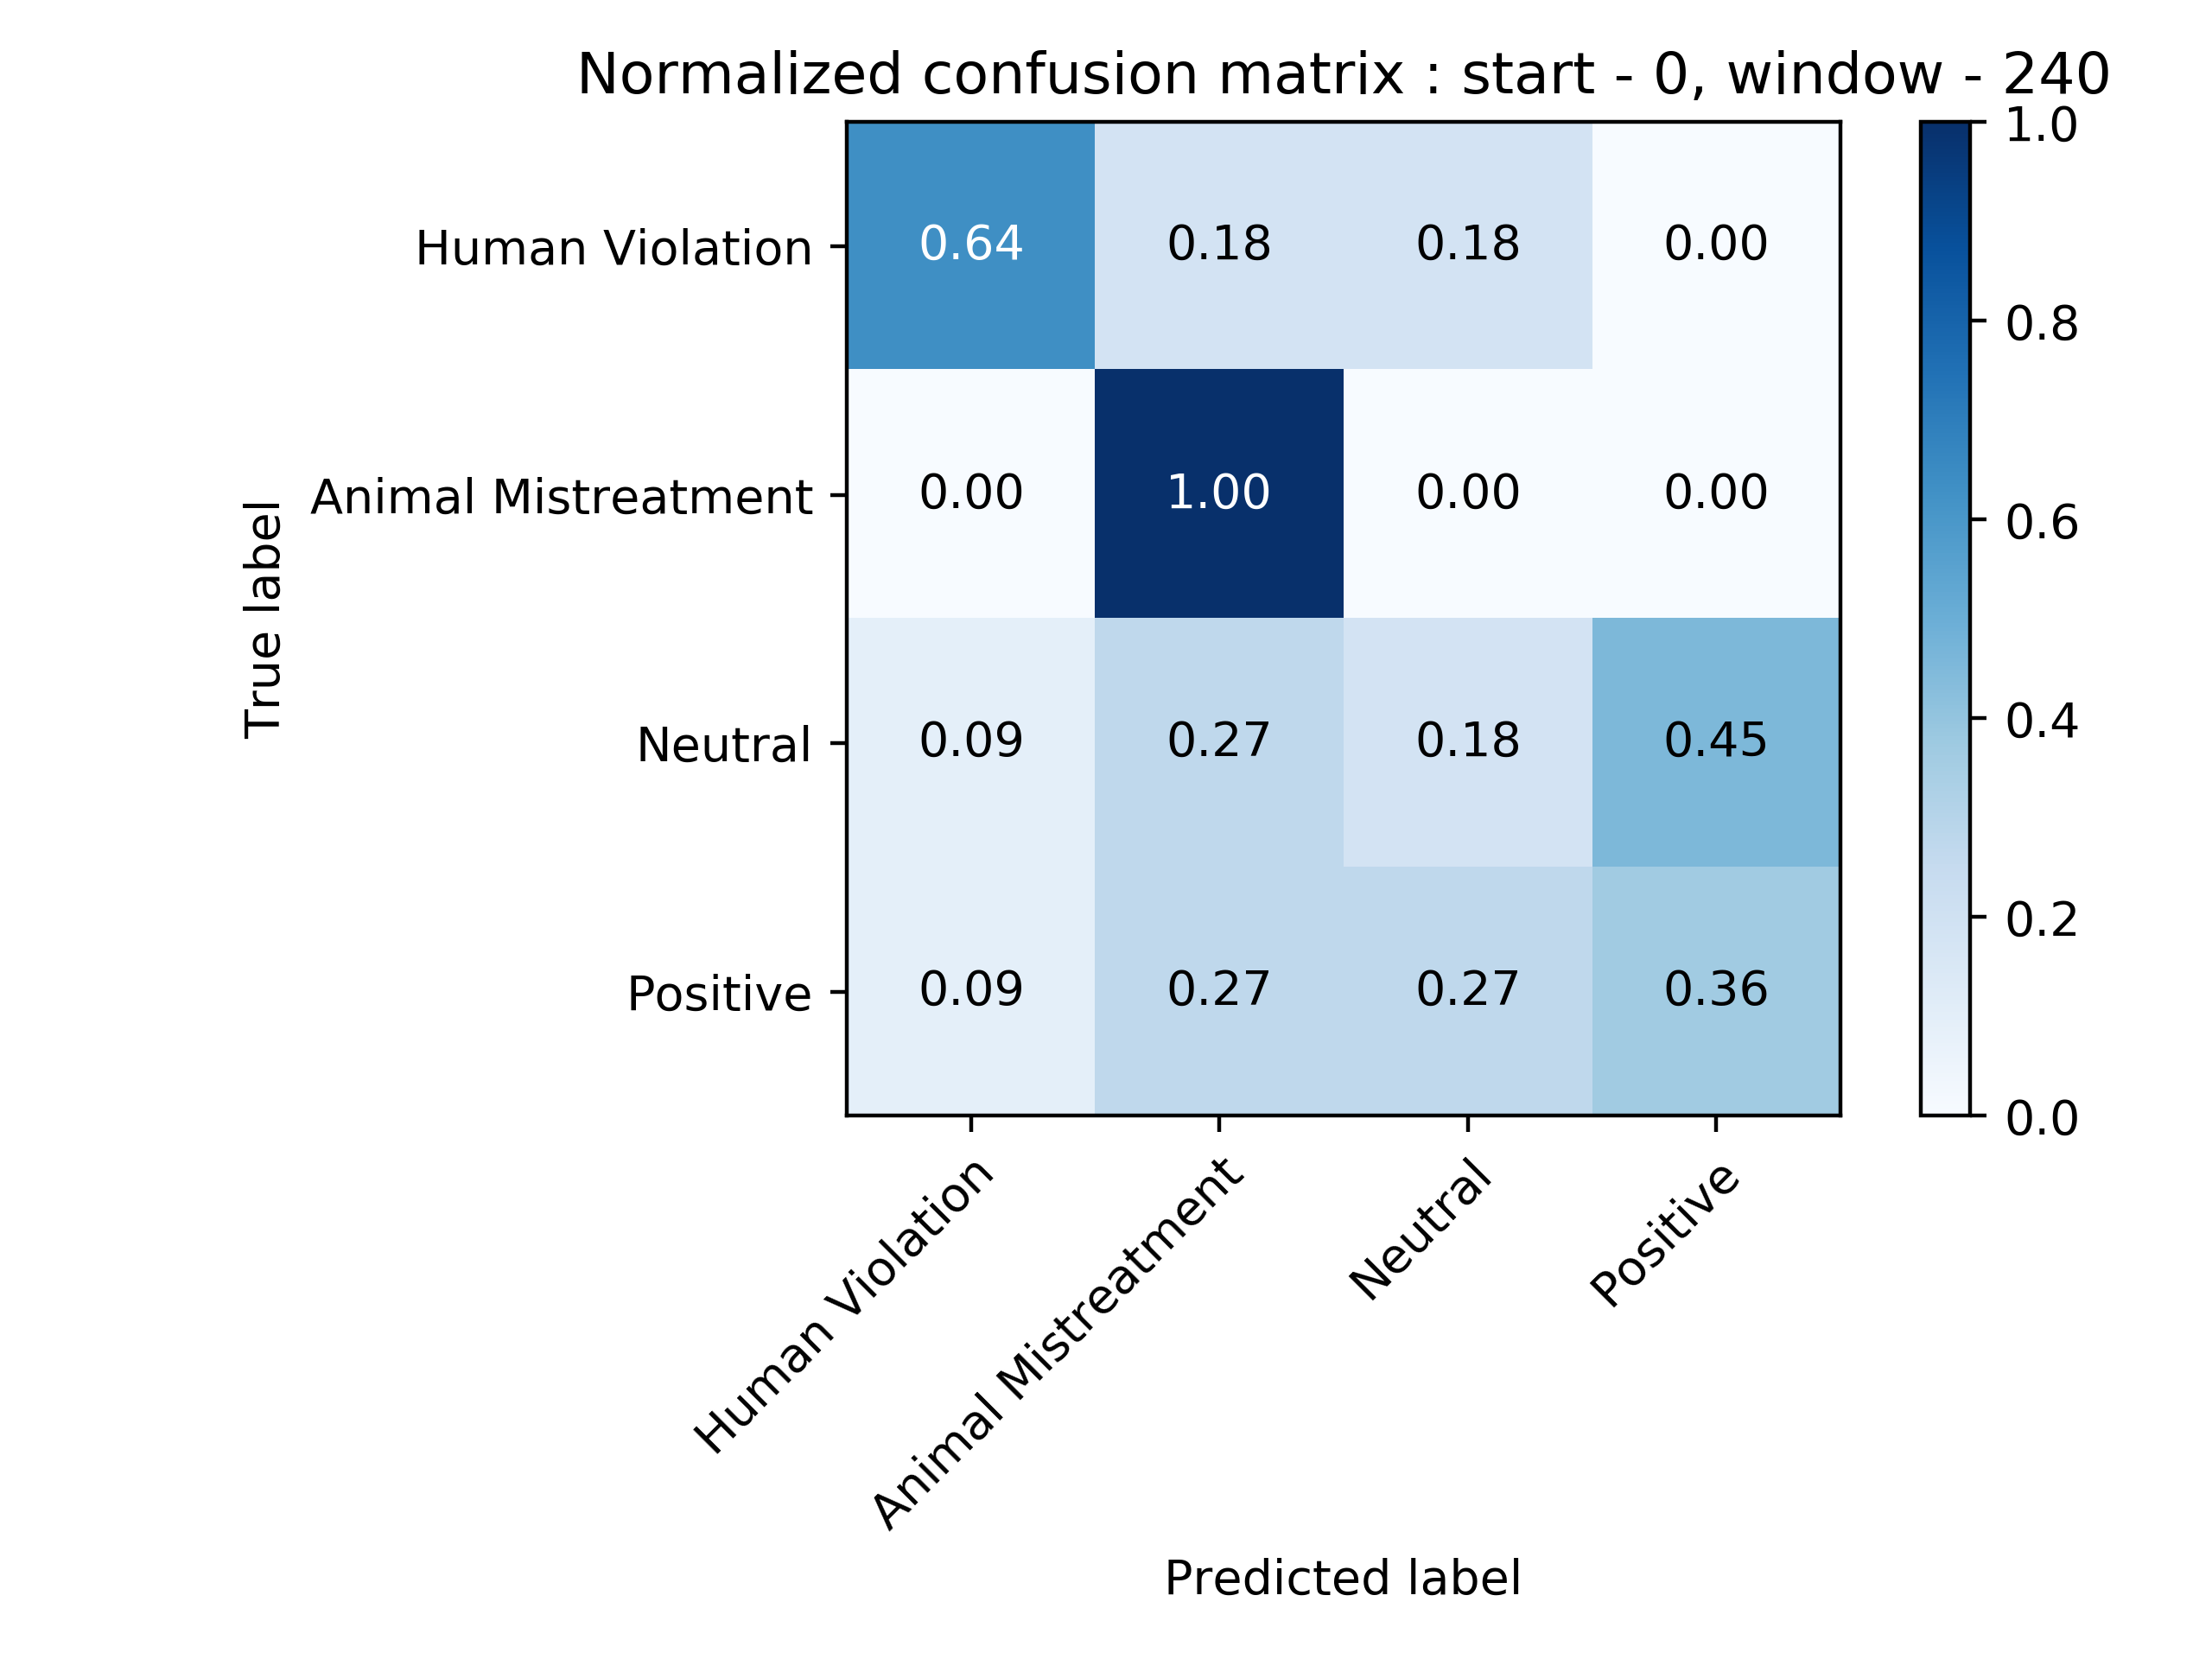 Normalized confusion matrix : start - 0, window - 240
True label
Human Violation
Animal Mistreatment
Neutral
Positive
0.64 0.18 0.18 0.00
0.00 1.00 0.00 0.00
0.09 0.27 0.18 0.45
0.09 0.27 0.27 0.36
1.0
0.8
0.6
0.4
0.2
0.0
Human Violation
Animal Mistreatment
Neutral
Positive
Predicted label